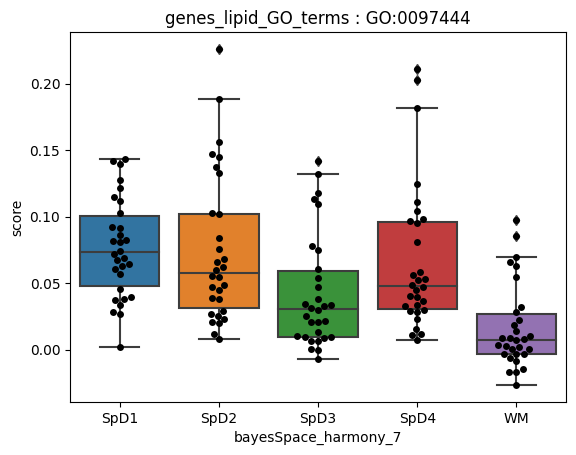 genes_lipid_GO_terms : GO:0097444
0.20
0.15
0.10
0.05
0.00
score
SpD1 SpD2 SpD3 SpD4 WM
bayesSpace_harmony_7